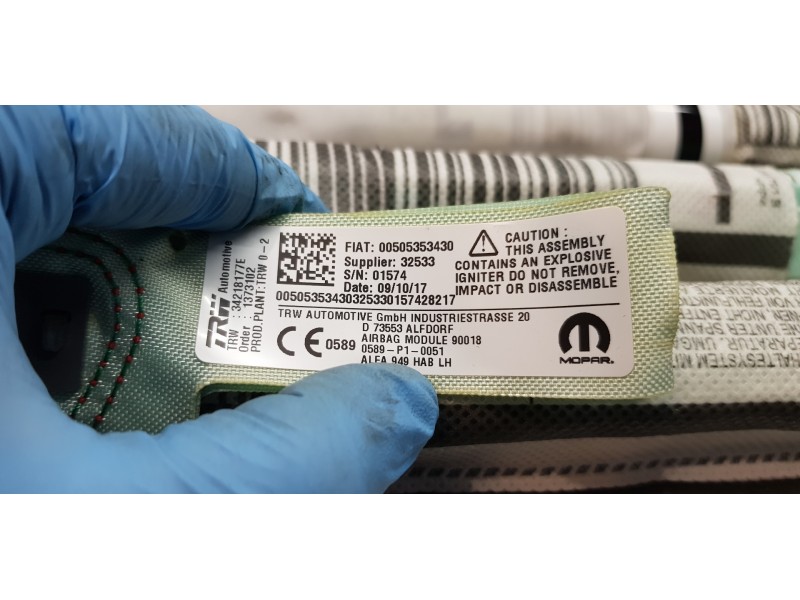 TRW Automotive
TRW : 34218177E
Order : 1373102
PROD.PLANT:TRW 0-2
FIAT: 00505353430
Supplier: 32533
S/N: 01574
Date: 09/10/17
00505353430325330157428217
CAUTION :
THIS ASSEMBLY
CONTAINS AN EXPLOSIVE
IGNITER DO NOT REMOVE,
IMPACT OR DISASSEMBLE
TRW AUTOMOTIVE GmbH INDUSTRIESTRASSE 20
D 73553 ALFDORF
AIRBAG MODULE 90018
CE 0589
0589-P1-0051
ALFA 949 HAB LH
MOPAR